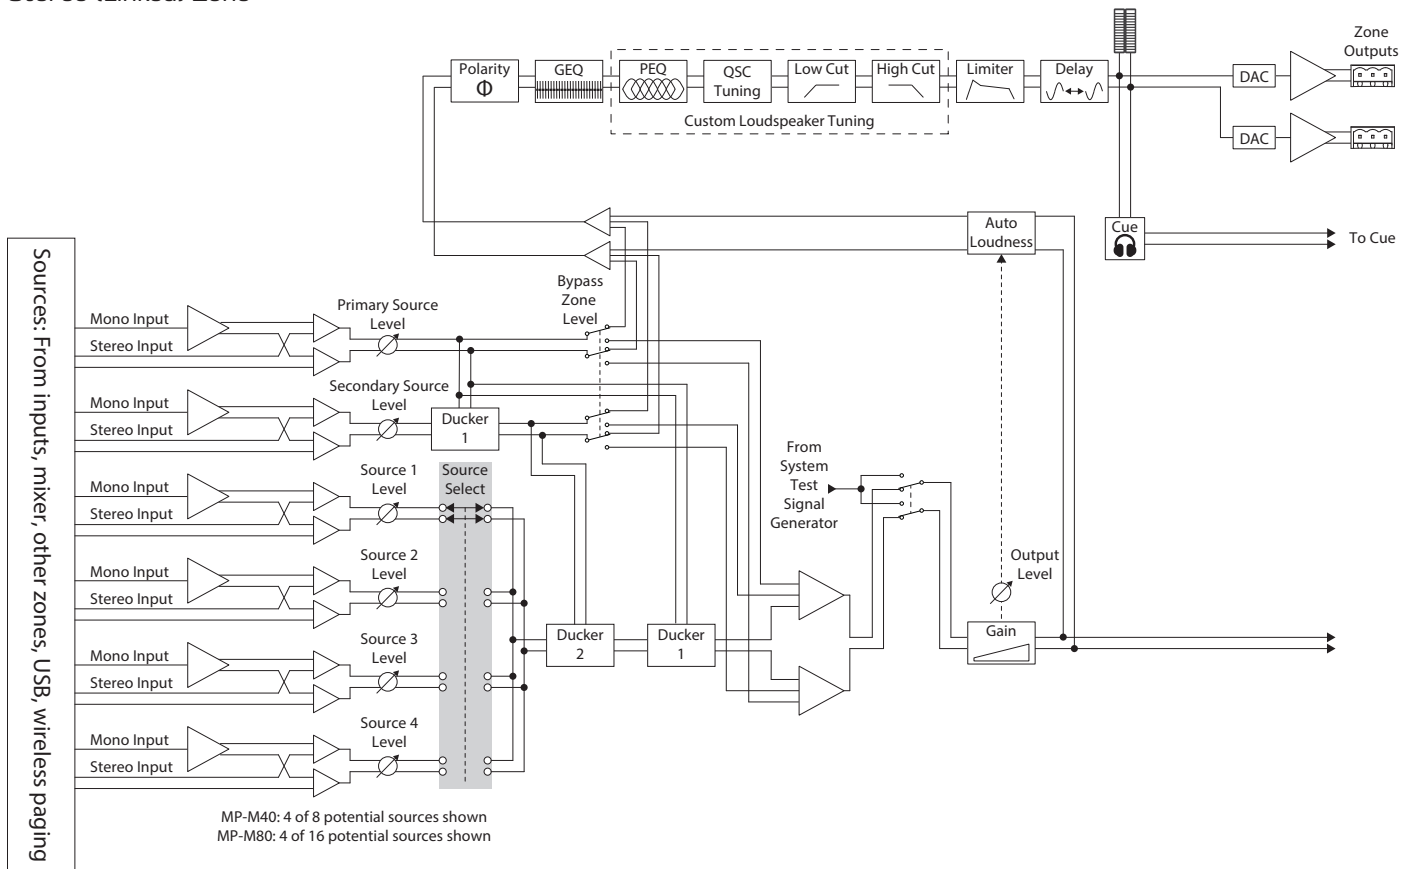 Stereo (Linked) Zone
Zone
Outputs
Polarity
Φ
GEQ
PEQ
QSC
Tuning
Low Cut
High Cut
Limiter
Delay
DAC
Custom Loudspeaker Tuning
DAC
Auto
Loudness
Cue
To Cue
Sources: From inputs, mixer, other zones, USB, wireless paging
Bypass
Zone
Level
Mono Input
Stereo Input
Primary Source
Level
Mono Input
Stereo Input
Secondary Source
Level
Ducker
1
From
System
Test
Signal
Generator
Mono Input
Stereo Input
Source 1
Level
Source
Select
Mono Input
Stereo Input
Source 2
Level
Output
Level
Mono Input
Stereo Input
Source 3
Level
Ducker
2
Ducker
1
Gain
Mono Input
Stereo Input
Source 4
Level
MP-M40: 4 of 8 potential sources shown
MP-M80: 4 of 16 potential sources shown